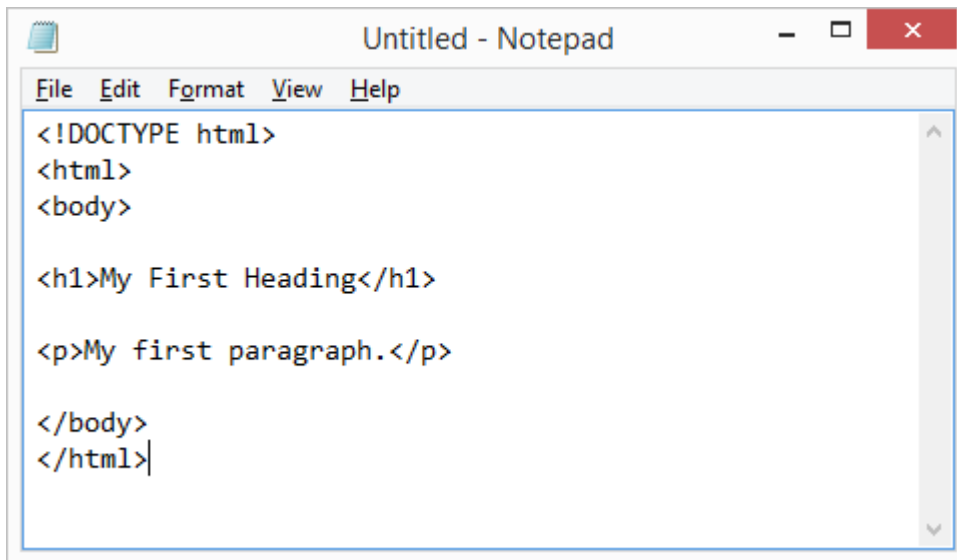 Untitled - Notepad
File Edit Format View Help
<!DOCTYPE html>
<html>
<body>
<h1>My First Heading</h1>
<p>My first paragraph.</p>
</body>
</html>